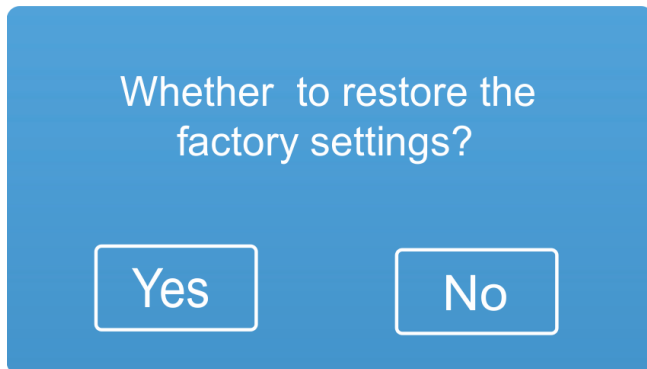 Whether  to restore the
factory settings?
Yes
No